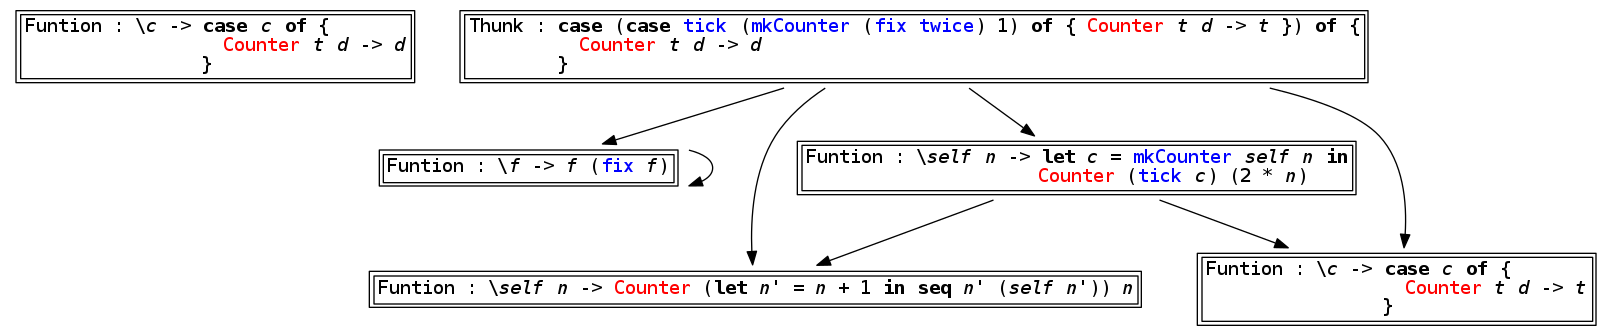 Funtion : \c -> case c of {
Counter t d -> d
}
Thunk : case (case tick (mkCounter (fix twice) 1) of { Counter t d -> t }) of {
Counter t d -> d
}
Funtion : \f -> f (fix f)
Funtion : \self n -> let c = mkCounter self n in
Counter (tick c) (2 * n)
Funtion : \self n -> Counter (let n' = n + 1 in seq n' (self n')) n
Funtion : \c -> case c of {
Counter t d -> t
}